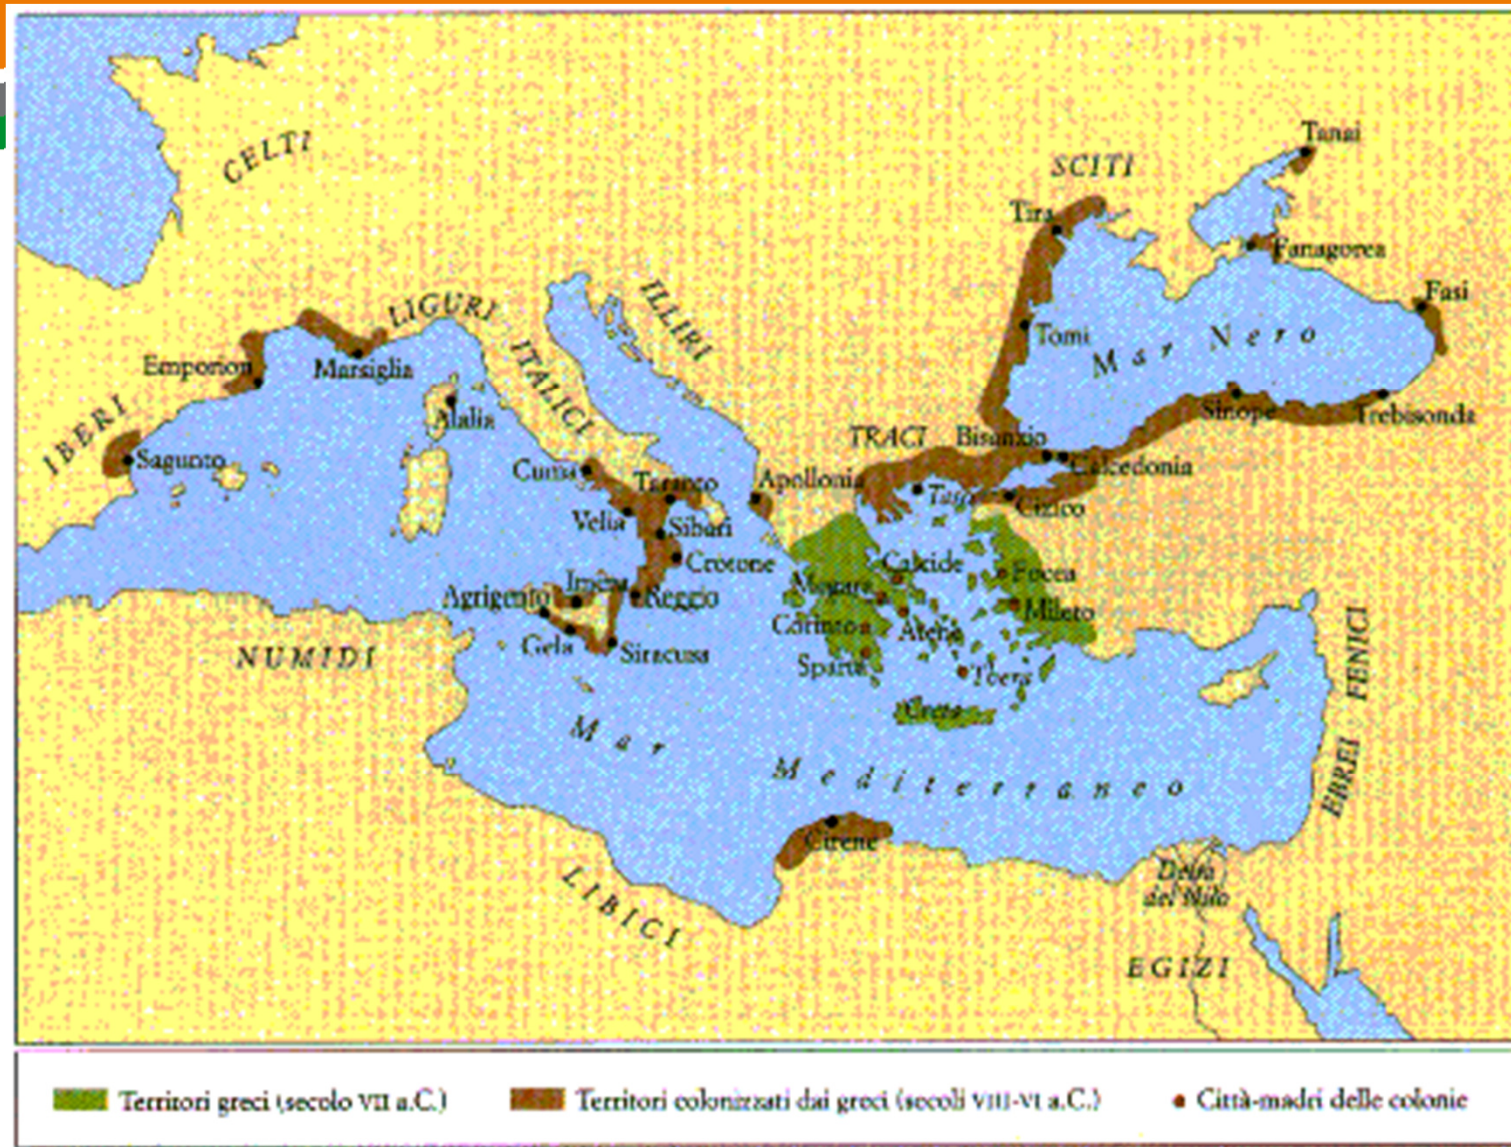 Tanai
SCITI
CELTI
Tira
Fanagorea
Fasi
LIGURI
ILLIRI
Tomi
Mar Nero
Emporion
Marsiglia
ITALICI
Alalia
Sinope
Trebisonda
IBERI
TRACI
Bisanzio
Sagunto
Cuma
Taranto
Apollonia
Calcedonia
Taso
Cizico
Velia
Sibari
Crotone
Calcide
Focea
Megara
Imera
Agrigento
Reggio
Mileto
Corinto
Atene
Gela
Siracusa
NUMIDI
Sparta
Thera
FENICI
Creta
Mar Mediterraneo
EBREI
Cirene
Delta
del Nilo
LIBICI
EGIZI
Territori greci (secolo VII a.C.)
Territori colonizzati dai greci (secoli VIII-VI a.C.)
Città-madri delle colonie